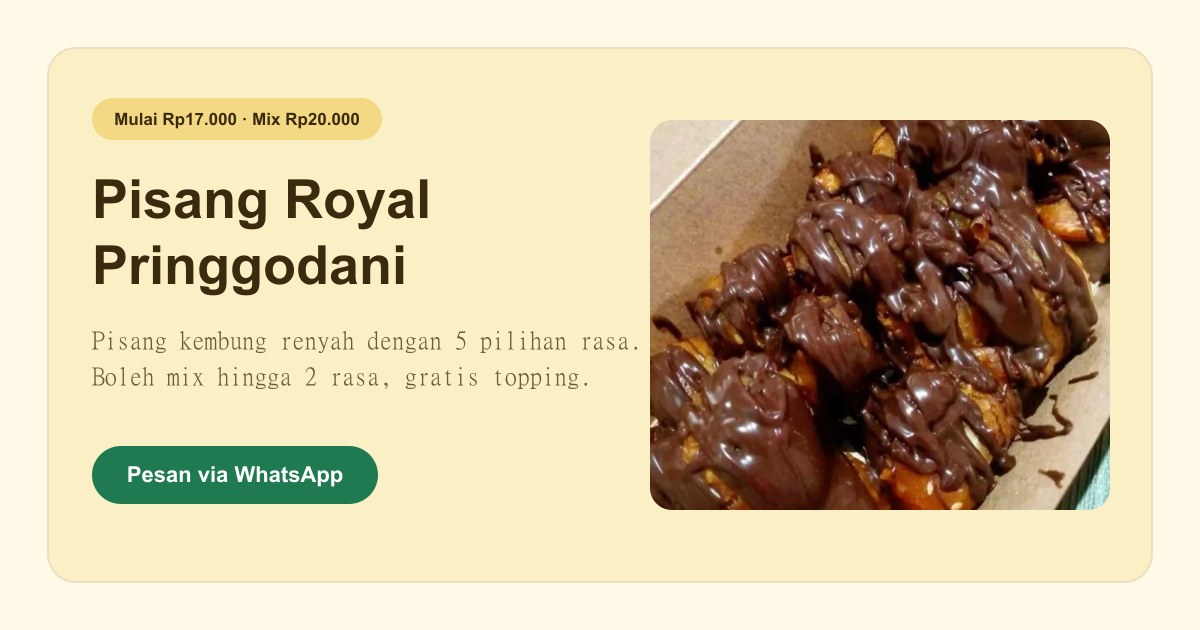 Mulai Rp17.000 · Mix Rp20.000
Pisang Royal
Pringgodani
Pisang kembung renyah dengan 5 pilihan rasa.
Boleh mix hingga 2 rasa, gratis topping.
Pesan via WhatsApp